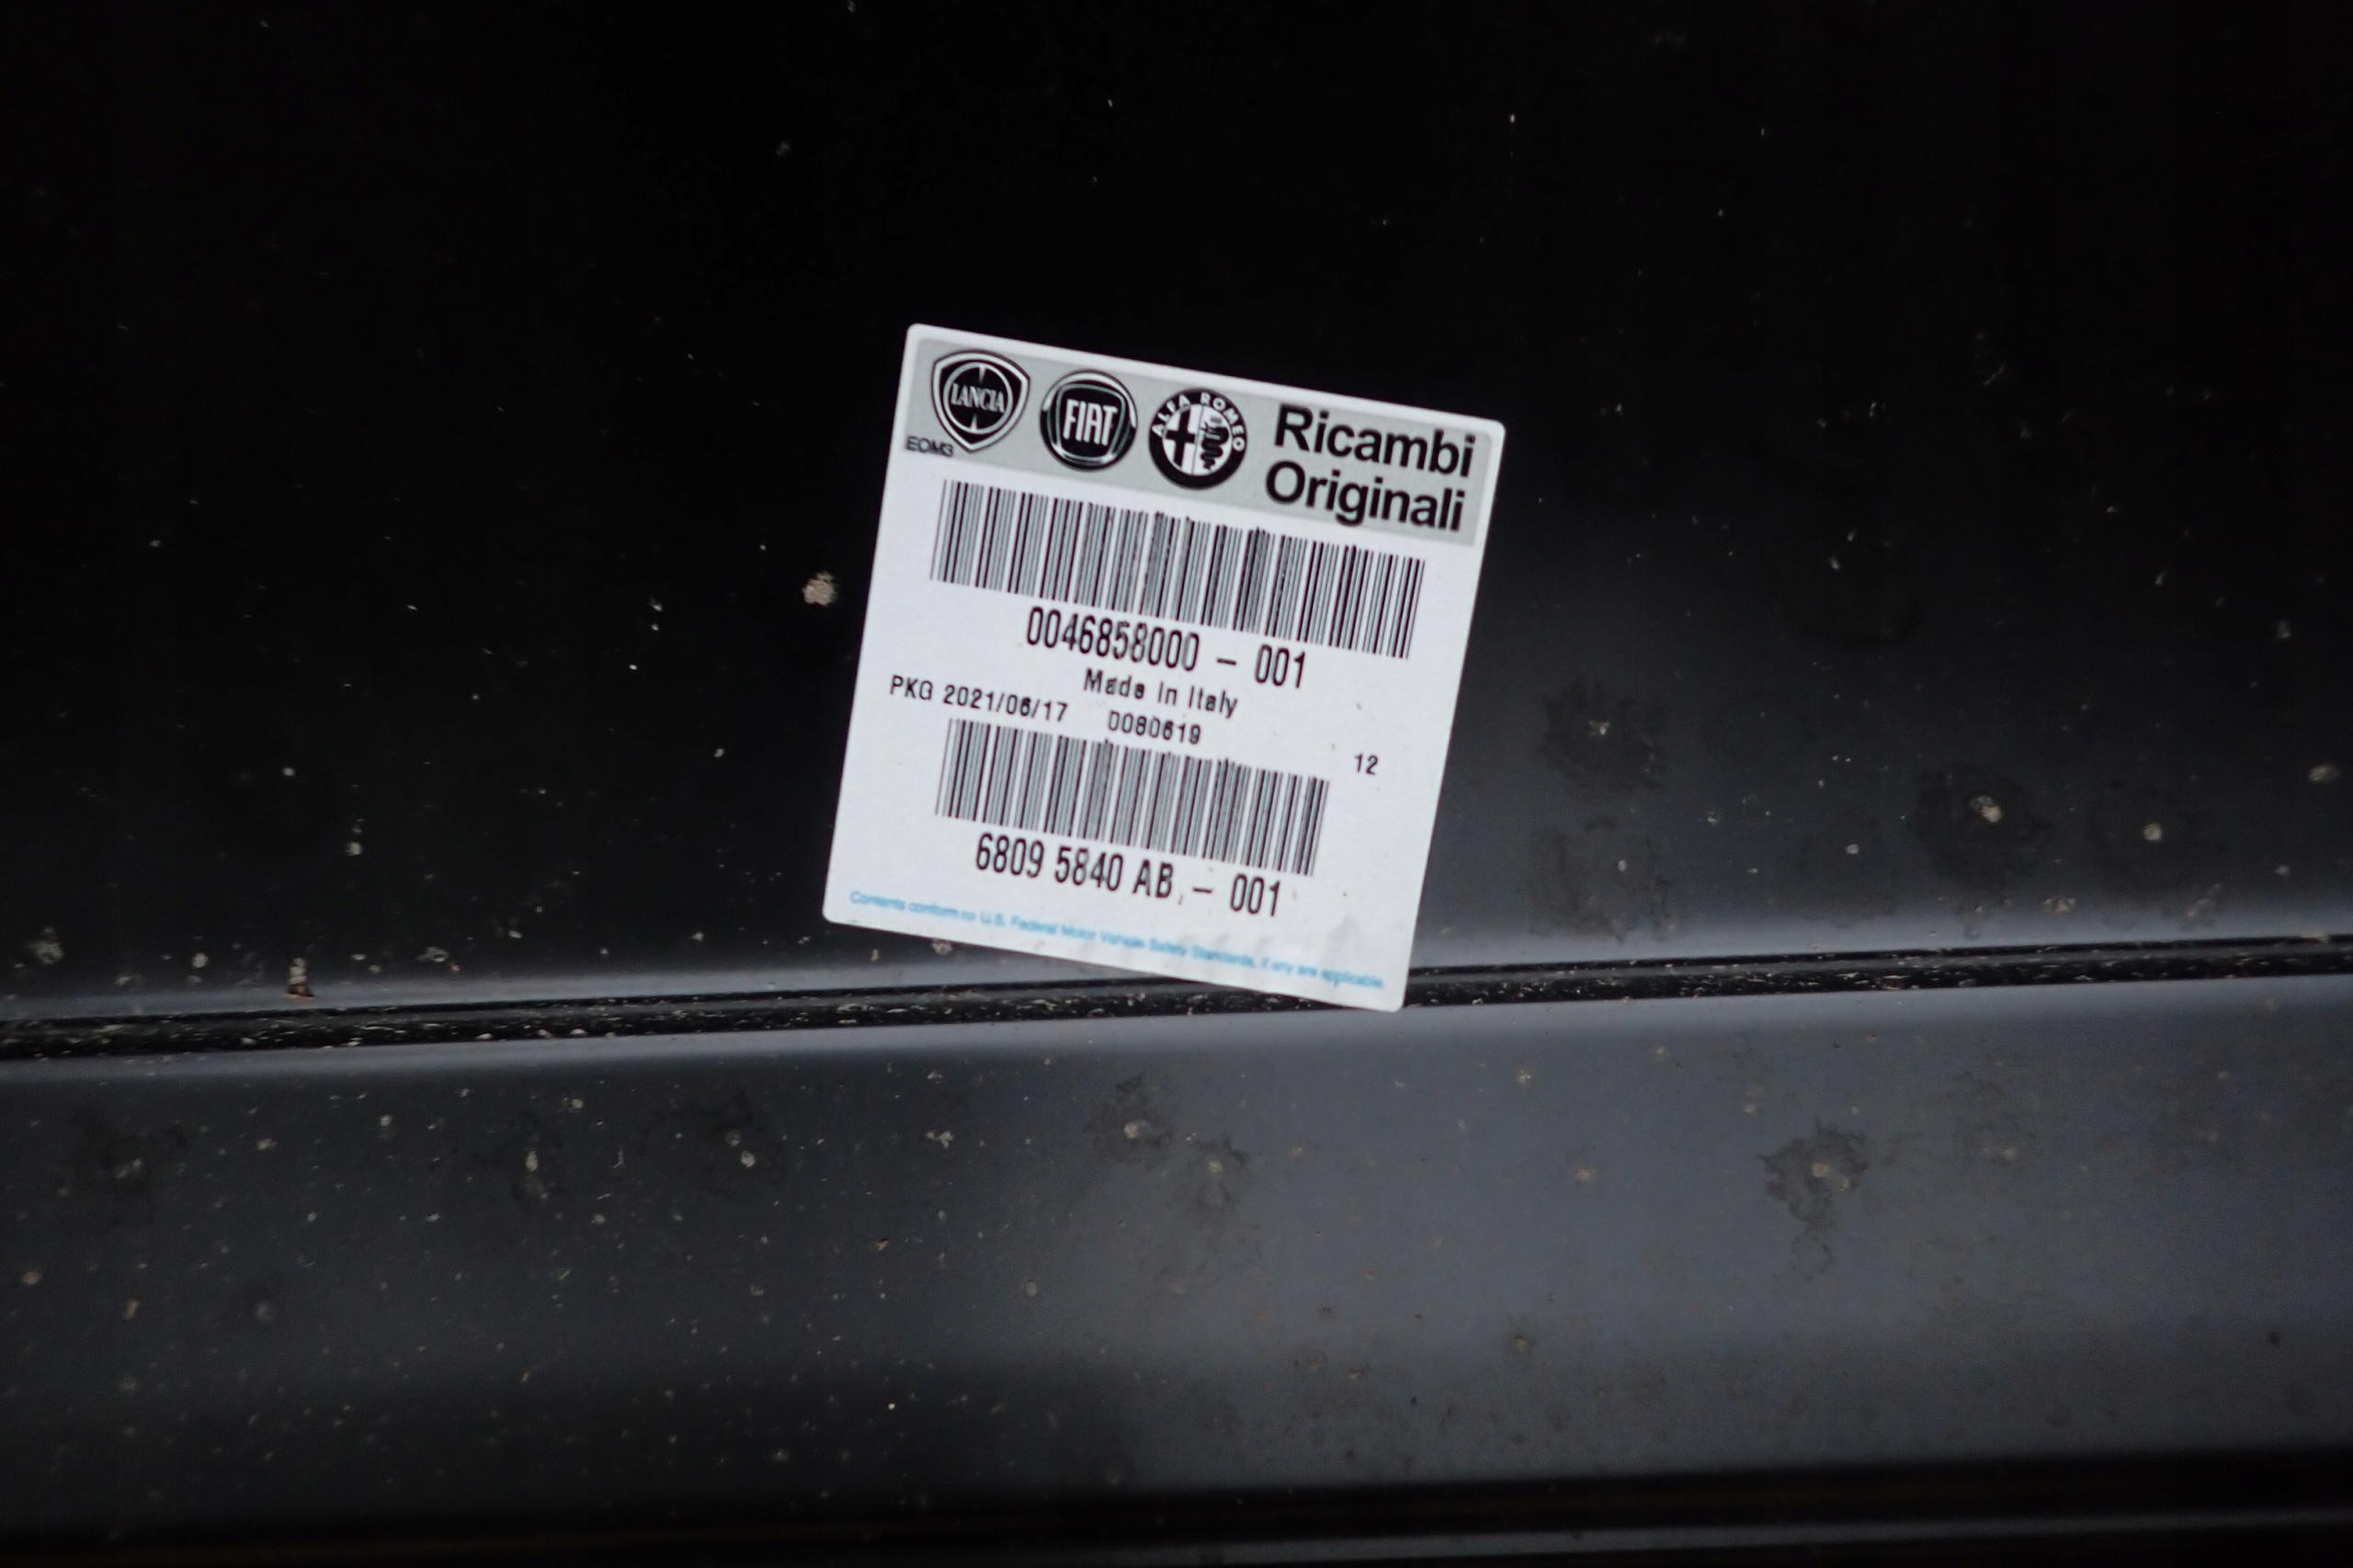 LANCIA
FIAT
ALFA ROMEO
Ricambi
Originali
EOM3
0046858000 - 001
Made in Italy
PKG 2021/06/17 0080619
12
6809 5840 AB. - 001
Contents conform to U.S. Federal Motor Vehicle Safety Standards, if any are applicable.